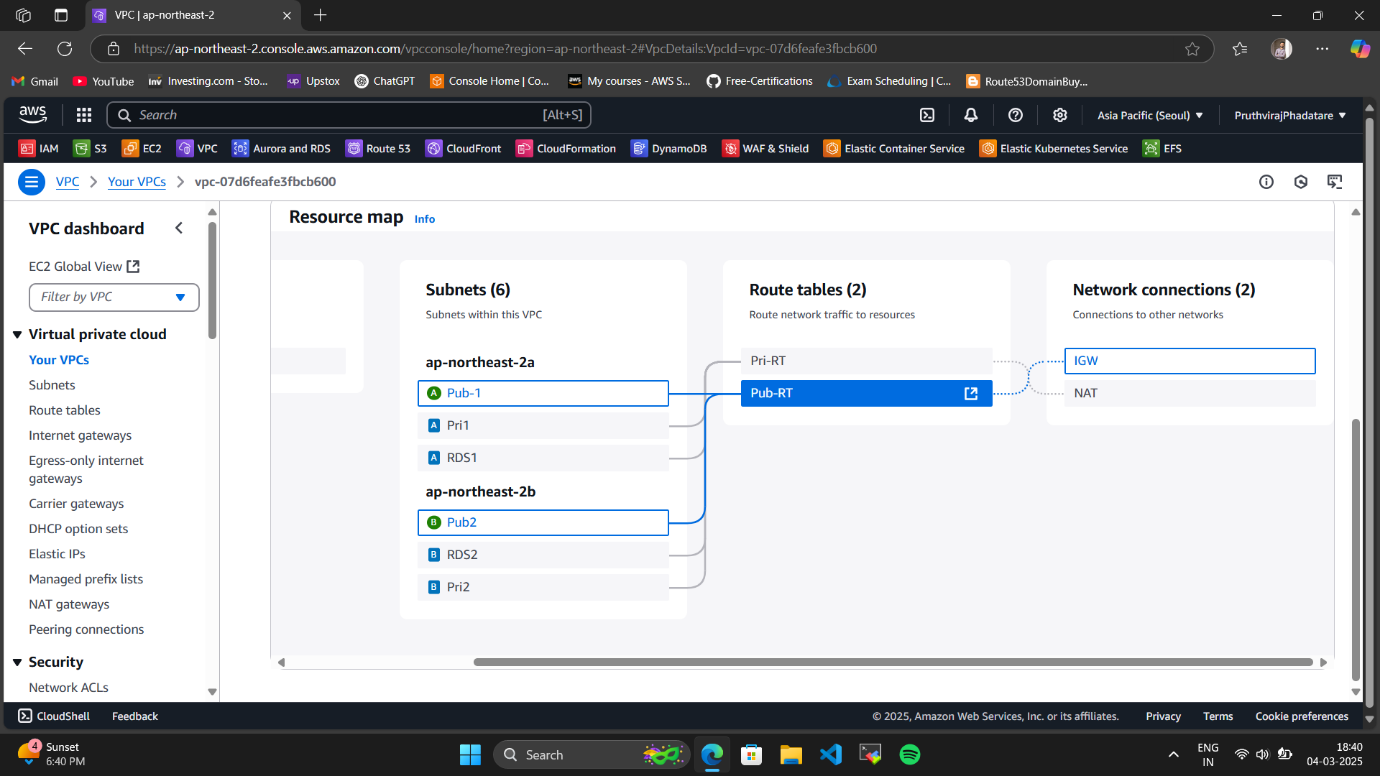 VPC | ap-northeast-2
https://ap-northeast-2.console.aws.amazon.com/vpcconsole/home?region=ap-northeast-2#VpcDetails:VpcId=vpc-07d6feafe3fbcb600
Gmail YouTube inv Investing.com - Sto... up Upstox ChatGPT Console Home | Co... aws My courses - AWS S... Free-Certifications Exam Scheduling | C... Route53DomainBuy...
aws Search [Alt+S] Asia Pacific (Seoul) PruthvirajPhadatare
IAM S3 EC2 VPC Aurora and RDS Route 53 CloudFront CloudFormation DynamoDB WAF & Shield Elastic Container Service Elastic Kubernetes Service EFS
VPC Your VPCs vpc-07d6feafe3fbcb600
VPC dashboard
EC2 Global View
Filter by VPC
Virtual private cloud
Your VPCs
Subnets
Route tables
Internet gateways
Egress-only internet
gateways
Carrier gateways
DHCP option sets
Elastic IPs
Managed prefix lists
NAT gateways
Peering connections
Security
Network ACLs
Resource map Info
Subnets (6)
Subnets within this VPC
ap-northeast-2a
A Pub-1
A Pri1
A RDS1
ap-northeast-2b
B Pub2
B RDS2
B Pri2
Route tables (2)
Route network traffic to resources
Pri-RT
Pub-RT
Network connections (2)
Connections to other networks
IGW
NAT
CloudShell Feedback © 2025, Amazon Web Services, Inc. or its affiliates. Privacy Terms Cookie preferences
4
Sunset
6:40 PM
Search
ENG
IN
18:40
04-03-2025